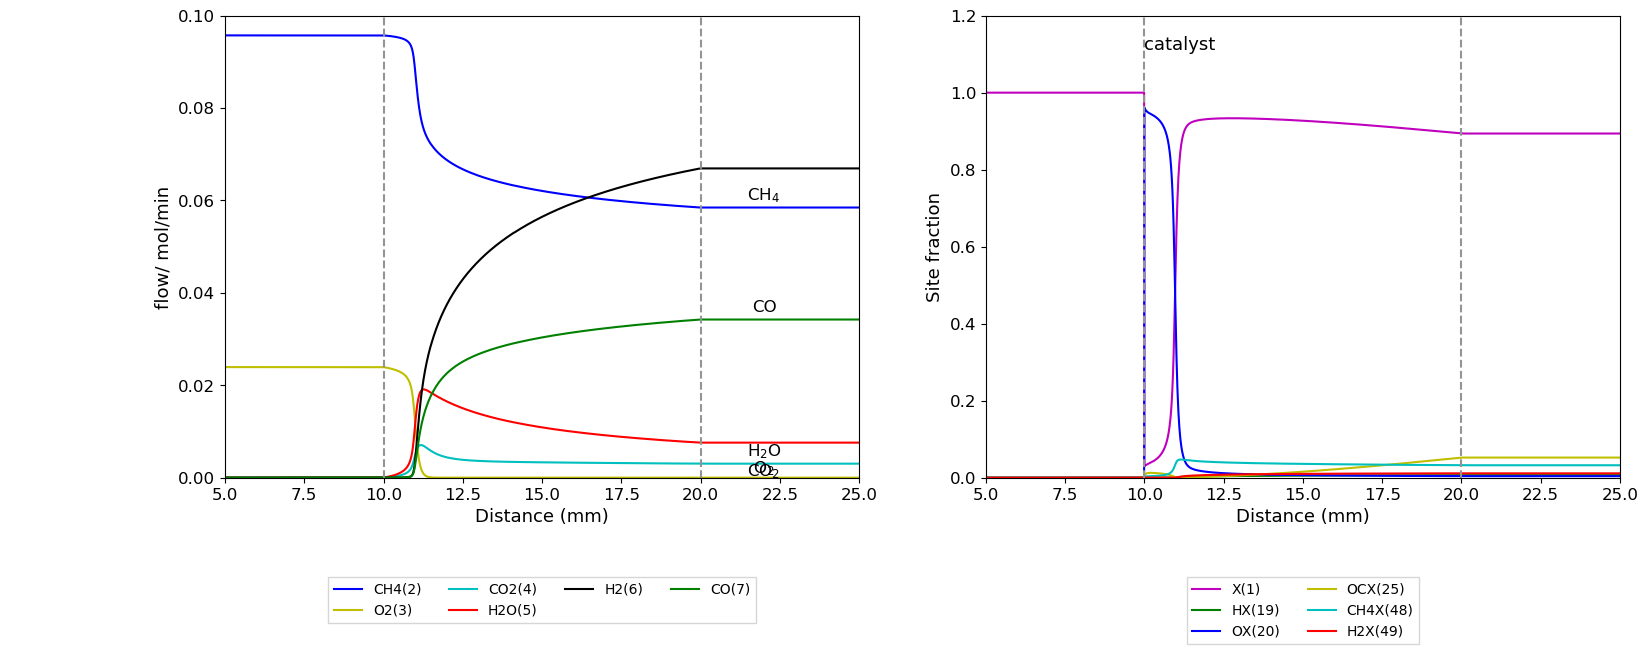 0.10
0.08
0.06
0.04
0.02
0.00
flow/ mol/min
CH₄
CO
H₂O
O₂
CO₂
5.0 7.5 10.0 12.5 15.0 17.5 20.0 22.5 25.0
Distance (mm)
CH4(2) CO2(4) H2(6) CO(7)
O2(3) H2O(5)
1.2
1.0
0.8
0.6
0.4
0.2
0.0
Site fraction
catalyst
5.0 7.5 10.0 12.5 15.0 17.5 20.0 22.5 25.0
Distance (mm)
X(1) OCX(25)
HX(19) CH4X(48)
OX(20) H2X(49)